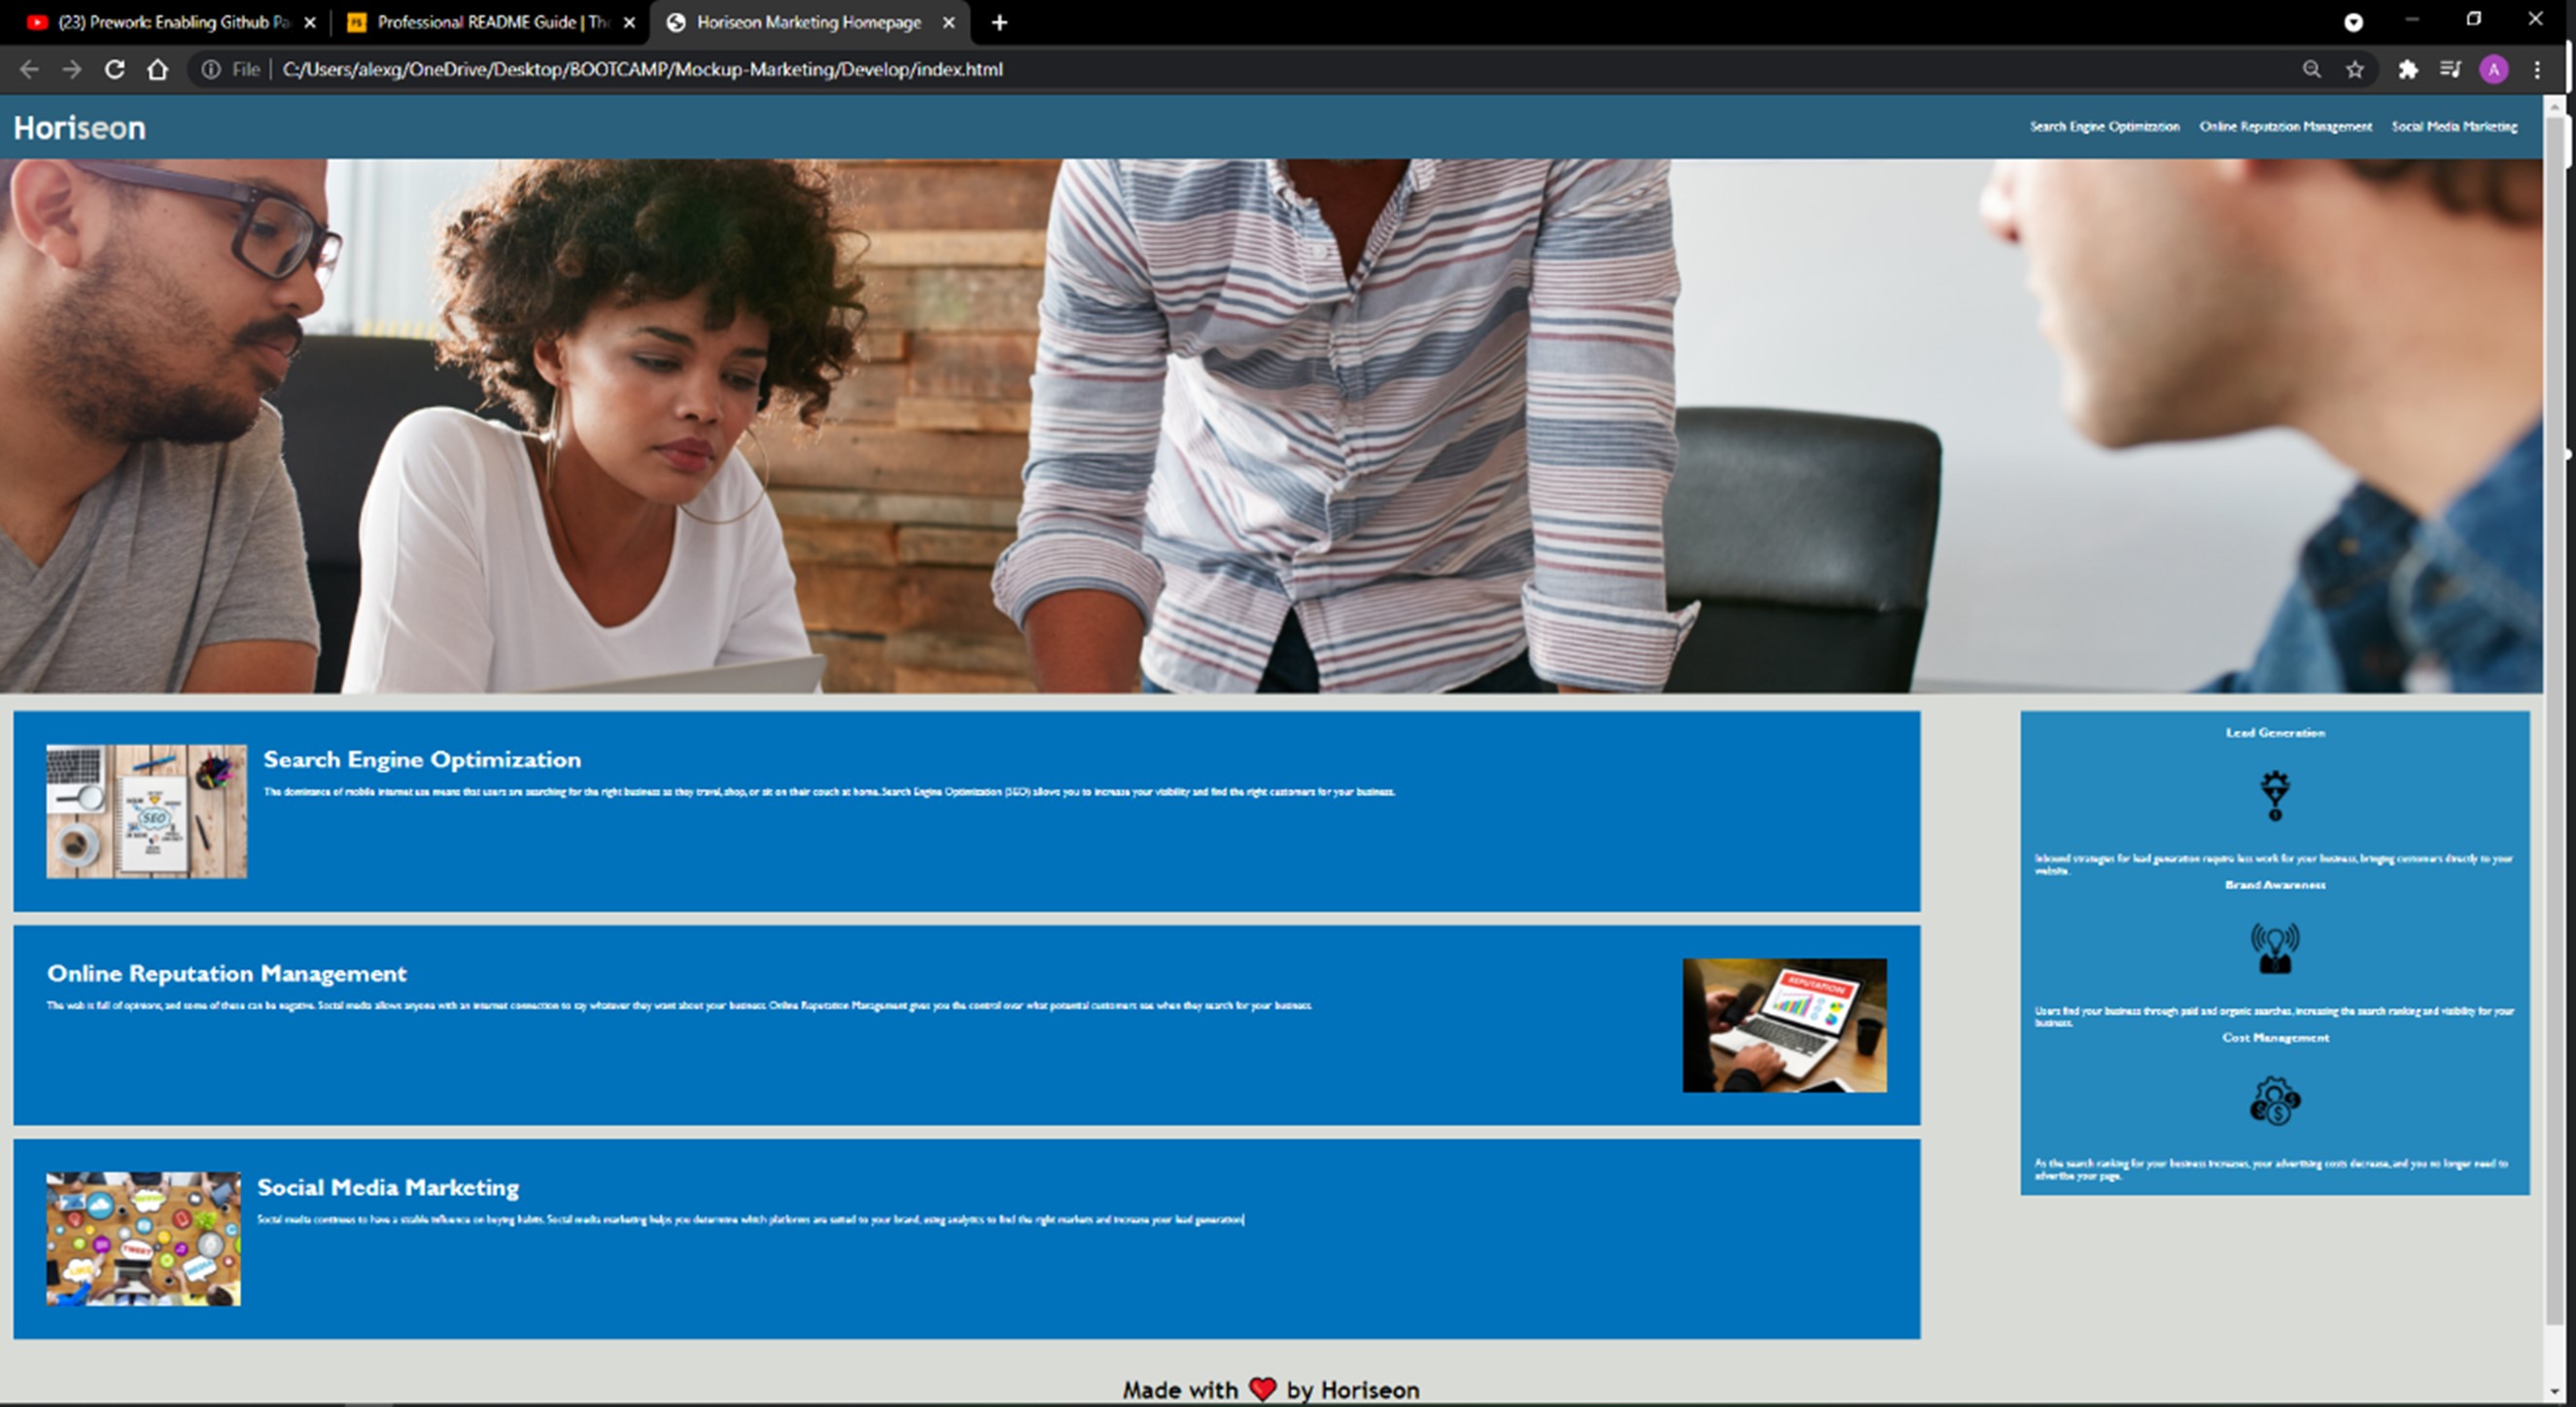 (23) Prework: Enabling Github Pa
Professional README Guide | Th
Horiseon Marketing Homepage
File
C:/Users/alexg/OneDrive/Desktop/BOOTCAMP/Mockup-Marketing/Develop/index.html
A
Horiseon
Search Engine Optimization
Online Reputation Management
Social Media Marketing
Search Engine Optimization
The dominance of mobile internet use means that users are searching for the right business as they travel, shop, or sit on their couch at home. Search Engine Optimization (SEO) allows you to increase your visibility and find the right customers for your business.
SEO
Online Reputation Management
The web is full of opinions, and some of these can be negative. Social media allows anyone with an internet connection to say whatever they want about your business. Online Reputation Management gives you the control over what potential customers see when they search for your business.
REPUTATION
Social Media Marketing
Social media continues to have a sizable influence on buying habits. Social media marketing helps you determine which platforms are suited to your brand, using analytics to find the right markets and increase your lead generation
TWEET
Lead Generation
Inbound strategies for lead generation require less work for your business, bringing customers directly to your
website.
Brand Awareness
Users find your business through paid and organic searches, increasing the search ranking and visibility for your
business.
Cost Management
As the search ranking for your business increases, your advertising costs decrease, and you no longer need to
advertise your page.
Made with ❤️ by Horiseon